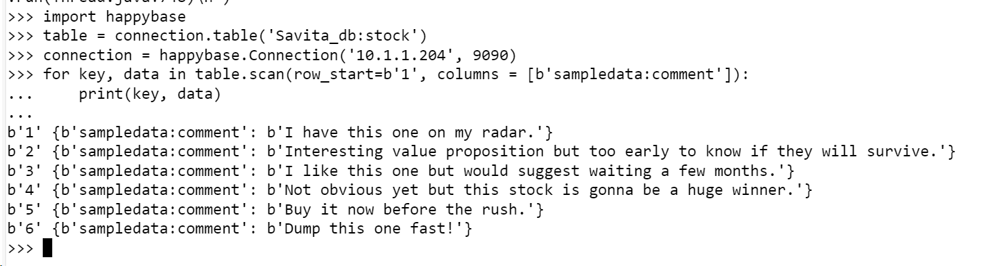 .run(Thread.java:748)\n')
>>> import happybase
>>> table = connection.table('Savita_db:stock')
>>> connection = happybase.Connection('10.1.1.204', 9090)
>>> for key, data in table.scan(row_start=b'1', columns = [b'sampledata:comment']):
...     print(key, data)
...
b'1' {b'sampledata:comment': b'I have this one on my radar.'}
b'2' {b'sampledata:comment': b'Interesting value proposition but too early to know if they will survive.'}
b'3' {b'sampledata:comment': b'I like this one but would suggest waiting a few months.'}
b'4' {b'sampledata:comment': b'Not obvious yet but this stock is gonna be a huge winner.'}
b'5' {b'sampledata:comment': b'Buy it now before the rush.'}
b'6' {b'sampledata:comment': b'Dump this one fast!'}
>>>